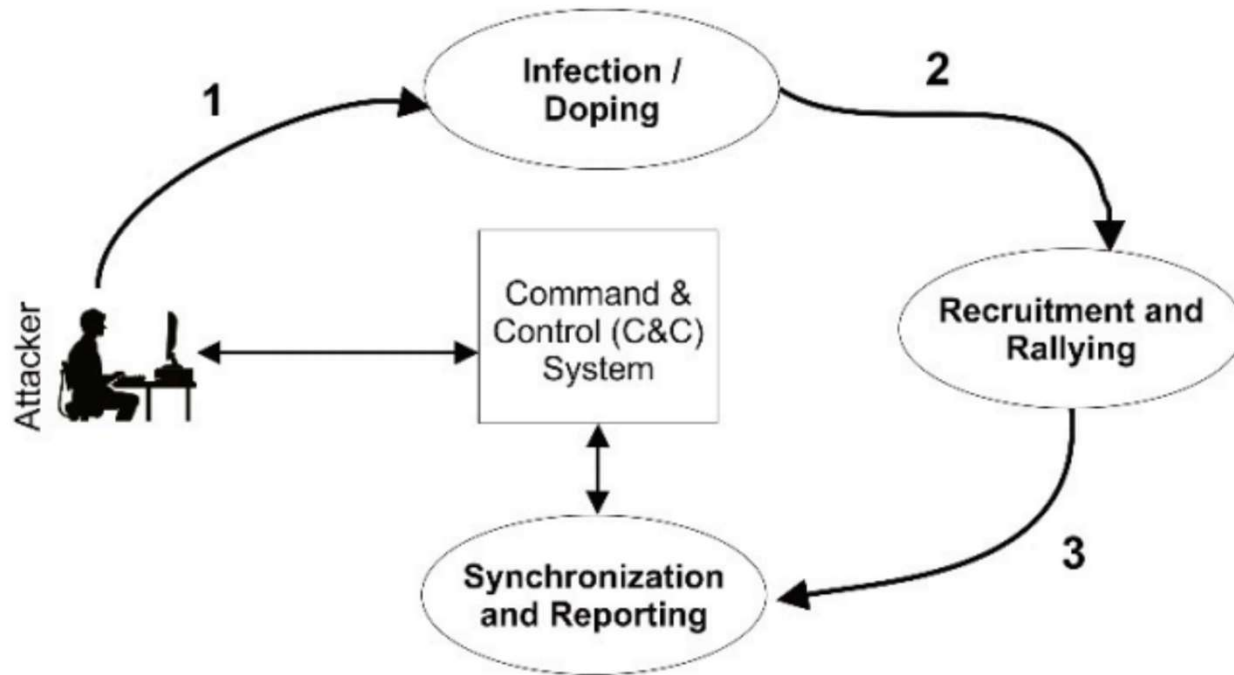 1
Infection /
Doping
2
Attacker
Command &
Control (C&C)
System
Recruitment and
Rallying
3
Synchronization
and Reporting